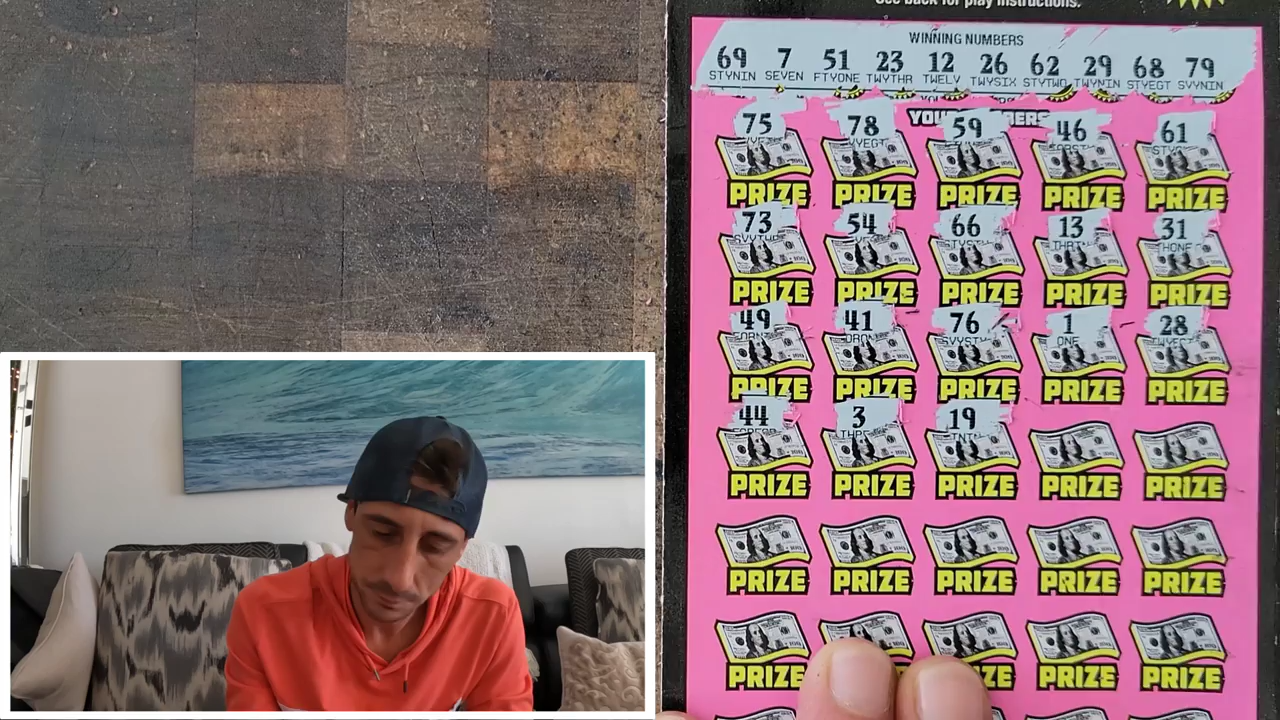 See back for play instructions.
WINNING NUMBERS
69 7 51 23 12 26 62 29 68 79
STYNIN SEVEN FTYONE TWYTHR TWELV TWYSIX STYTWO TWYNIN STYEGT SVYNIN
75 78 59 46 61
PRIZE PRIZE PRIZE PRIZE PRIZE
73 54 66 13 31
PRIZE PRIZE PRIZE PRIZE PRIZE
49 41 76 1 28
ONE
PRIZE PRIZE PRIZE PRIZE PRIZE
44 3 19
PRIZE PRIZE PRIZE PRIZE PRIZE
PRIZE PRIZE PRIZE PRIZE PRIZE
PRIZE PRIZE PRIZE PRIZE